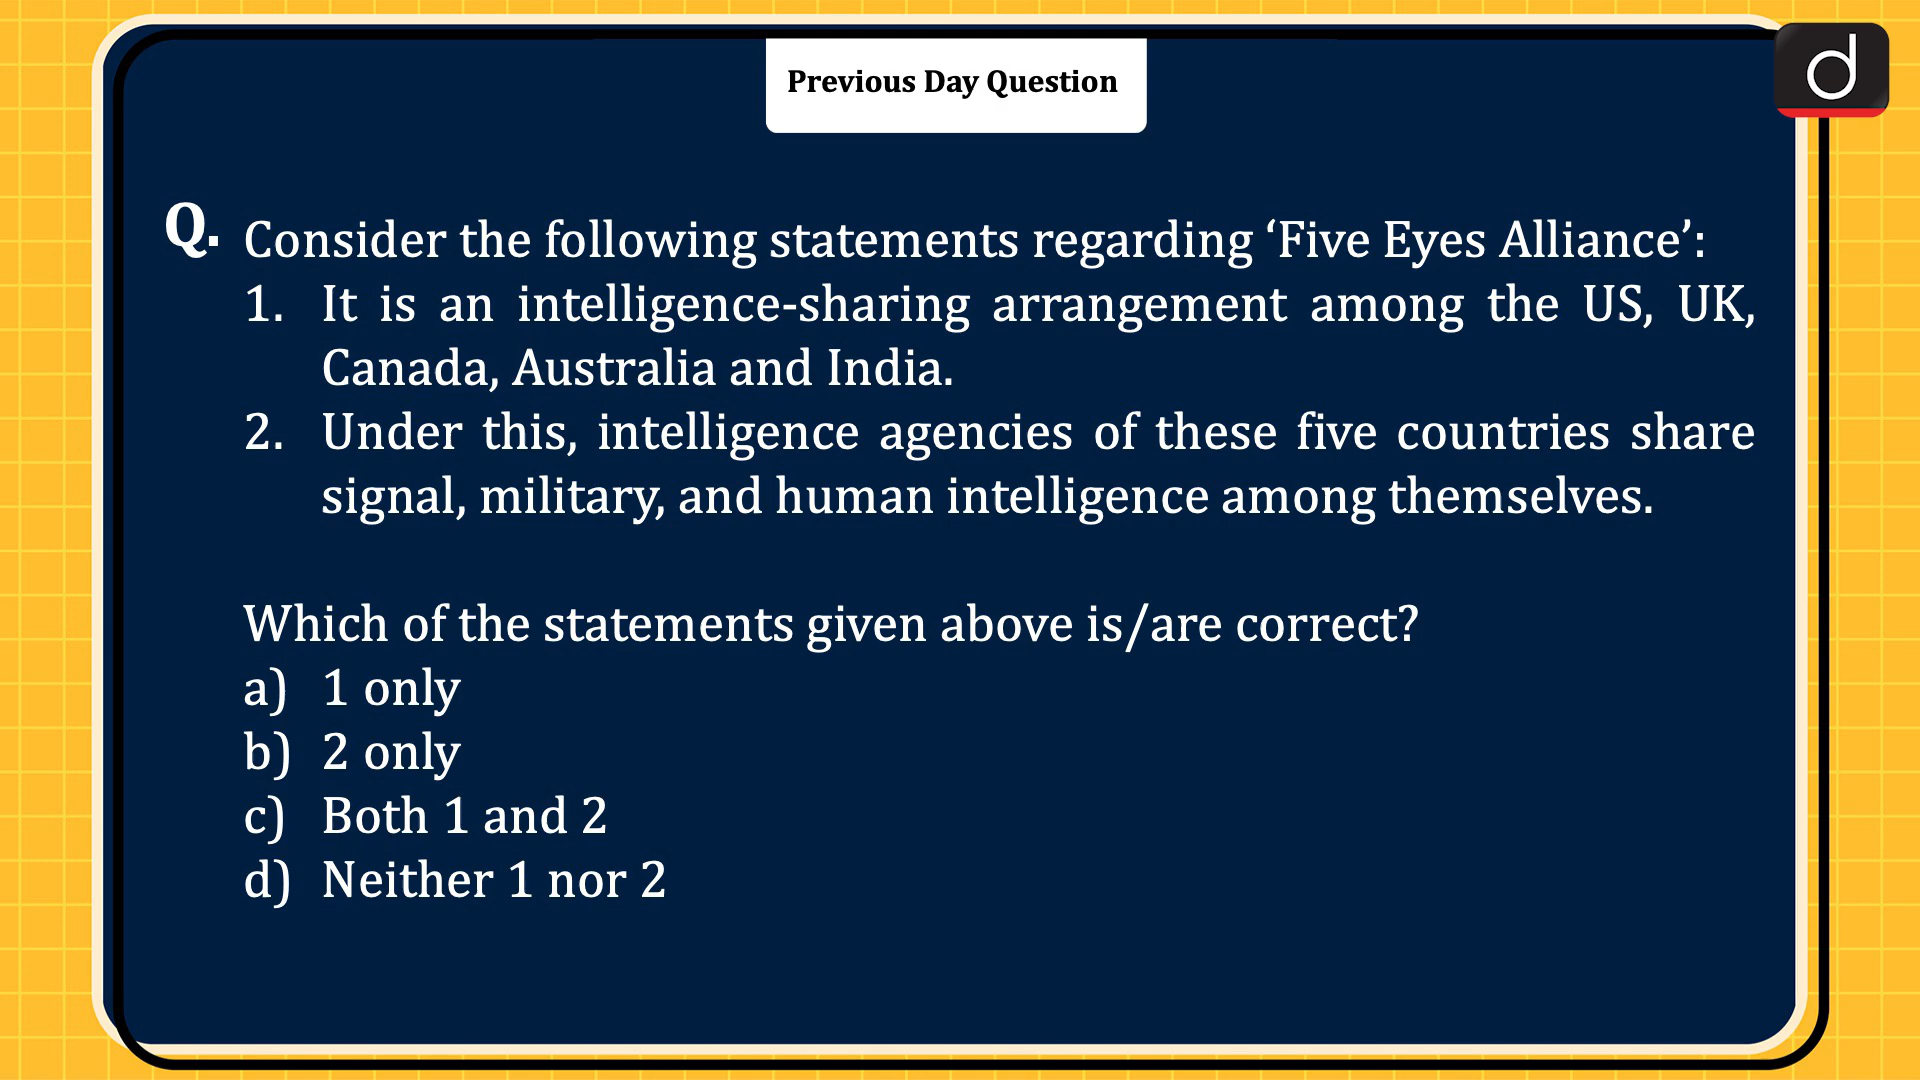 Previous Day Question
Q. Consider the following statements regarding ‘Five Eyes Alliance’:
1. It is an intelligence-sharing arrangement among the US, UK,
Canada, Australia and India.
2. Under this, intelligence agencies of these five countries share
signal, military, and human intelligence among themselves.
Which of the statements given above is/are correct?
a) 1 only
b) 2 only
c) Both 1 and 2
d) Neither 1 nor 2